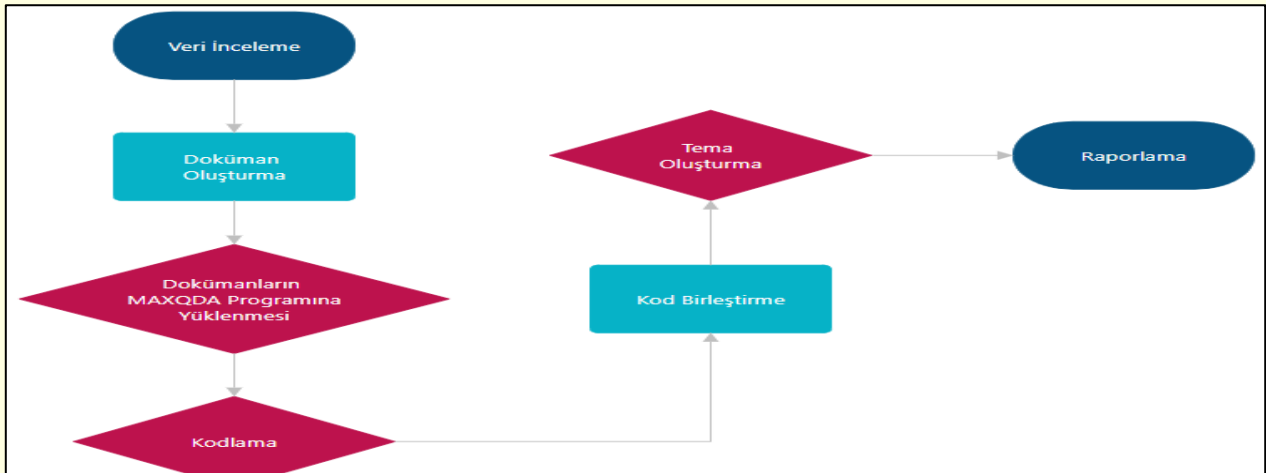 Veri İnceleme
Doküman
Oluşturma
Dokümanların
MAXQDA Programına
Yüklenmesi
Kodlama
Kod Birleştirme
Tema
Oluşturma
Raporlama